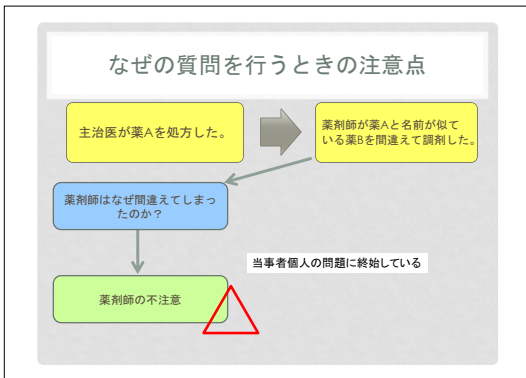 なぜの質問を行うときの注意点
主治医が薬Aを処方した。
薬剤師が薬Aと名前が似て
いる薬Bを間違えて調剤した。
薬剤師はなぜ間違えてしまっ
たのか？
当事者個人の問題に終始している
薬剤師の不注意